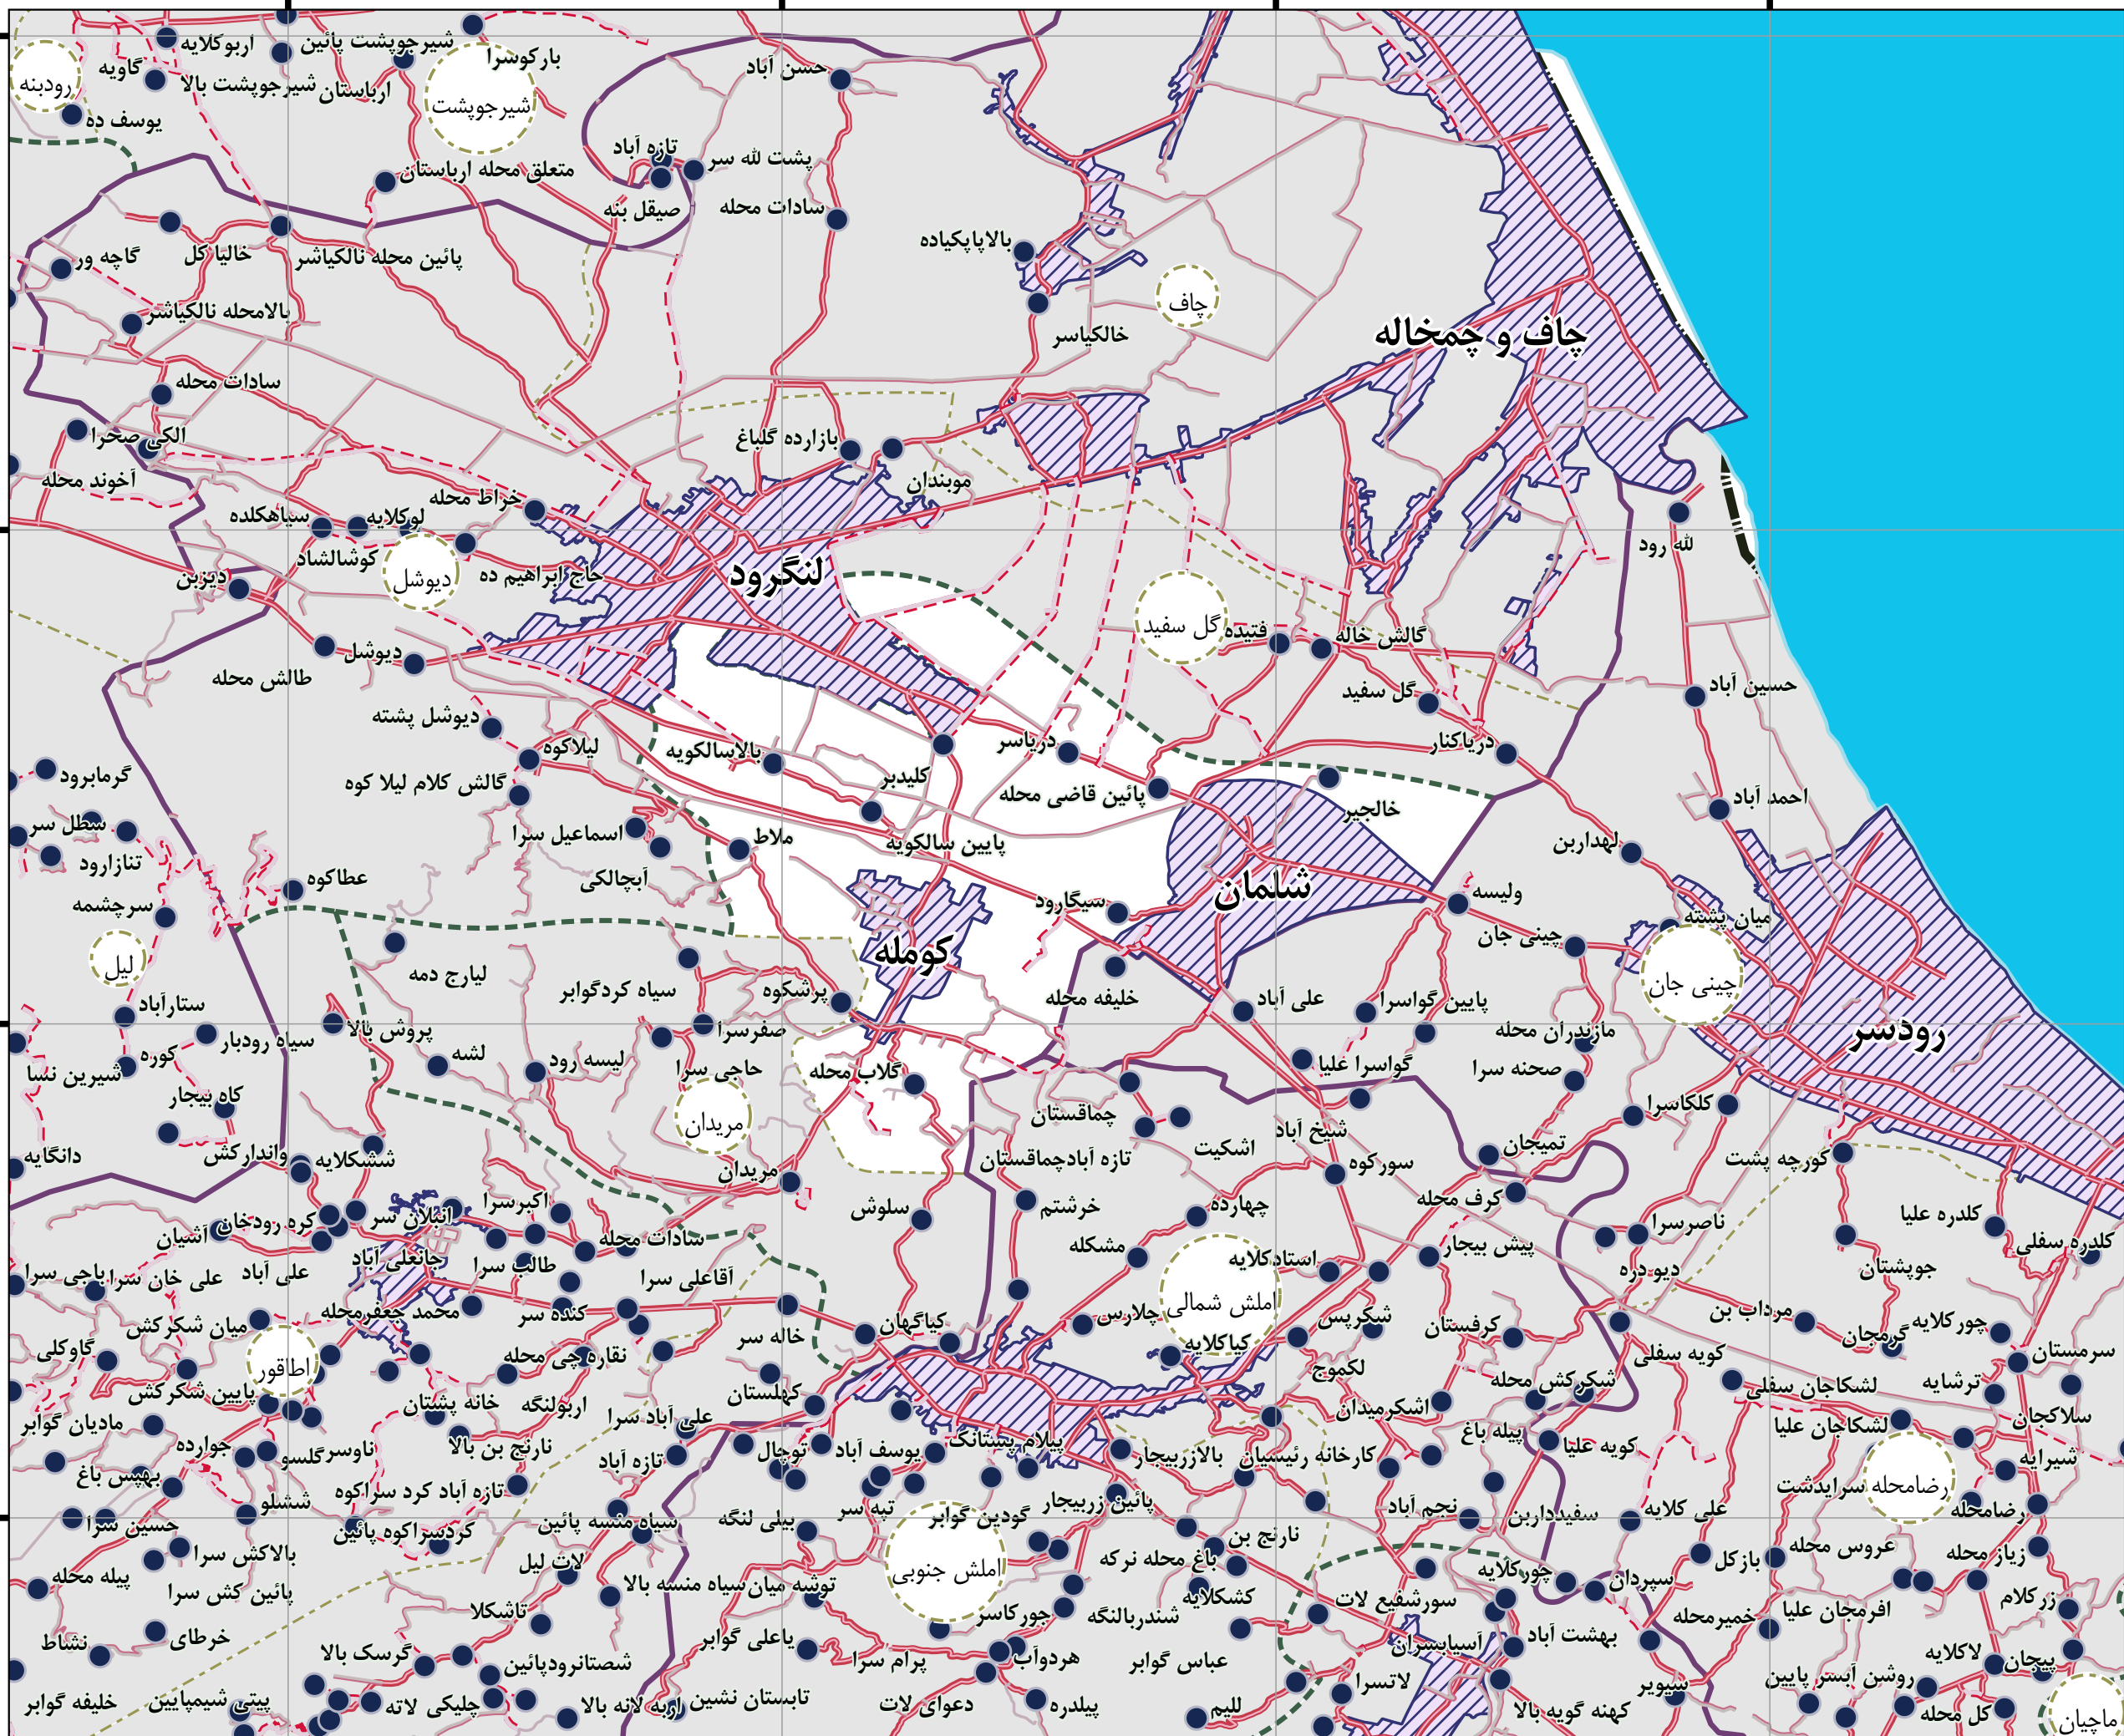 اربوکلایه
شیرجوپشت پائین
بارکوسرا
گاویه
رودبنه
شیرجوپشت بالا
ارباستان
شیرجوپشت
حسن آباد
یوسف ده
تازه آباد
پشت لله سر
متعلق محله ارباستان
صیقل بنه
سادات محله
گاچه ور
خالیاکل
پائین محله نالکیاشر
بالاپاپکیاده
چاف
بالامحله نالکیاشر
خالکیاسر
چاف و چمخاله
سادات محله
الکی صحرا
بازارده گلباغ
آخوند محله
موبندان
خراط محله
سیاهکلده
لوکلایه
لله رود
کوشالشاد
دیوشل
حاج ابراهیم ده
لنگرود
دیزبن
گل سفید
فتیده
گالش خاله
دیوشل
طالش محله
گل سفید
حسین آباد
دیوشل پشته
لیلاکوه
بالاسالکویه
دریاسر
دریاکنار
گرمابرود
گالش کلام لیلا کوه
کلیدبر
پائین قاضی محله
خالجیر
احمد آباد
سطل سر
اسماعیل سرا
ملاط
پایین سالکویه
لهداربن
تنازارود
عطاکوه
آبچالکی
شلمان
ولیسه
سرچشمه
سیگارود
میان پشته
چینی جان
لیل
لیارج دمه
کومله
چینی جان
ستارآباد
سیاه کردگوابر
پرشکوه
خلیفه محله
علی آباد
پایین گواسرا
سیاه رودبار
پروش بالا
صفرسرا
مازندران محله
رودسر
کوره
لشه
لیسه رود
حاجی سرا
گلاب محله
گواسرا علیا
صحنه سرا
شیرین نسا
کاه بیجار
مریدان
چماقستان
کلکاسرا
شیخ آباد
اشکیت
تمیجان
دانگایه
واندارکش
ششکلایه
مریدان
تازه آبادچماقستان
سورکوه
کورچه پشت
اکبرسرا
سلوش
خرشتم
چهارده
کرف محله
کره رودخان
انبلان سر
ناصرسرا
کلدره علیا
آشیان
سادات محله
مشکله
پیش بیجار
کلدره سفلی
جانعلی آباد
طالب سرا
آقاعلی سرا
استادکلایه
دیو دره
جوپشتان
باجی سرا
علی خان سرا
علی آباد
املش شمالی
محمد جعفرمحله
کنده سر
کیاگهان
چلارس
شکرپس
مرداب بن
میان شکرکش
خاله سر
کرفستان
گرمجان
چورکلایه
گاوکلی
اطاقور
نقاره چی محله
کیاکلایه
لکموج
کویه سفلی
سرمستان
پایین شکرکش
خانه پشتان
اربولنگه
کهلستان
اشکرمیدان
شکرکش محله
لشکاجان سفلی
ترشایه
مادیان گوابر
علی آباد سرا
لشکاجان علیا
سلاکجان
جوارده
ناوسر
گلسو
نارنج بن بالا
توچال
یوسف آباد
پیلام پستانک
بالازربیجار
کارخانه رئیسیان
پیله باغ
کویه علیا
شیرایه
بهپس باغ
تازه آباد
تازه آباد کرد سراکوه
رضامحله
سرایدشت
رضامحله
ششلو
تپه سر
پائین زربیجار
نجم آباد
علی کلایه
حسین سرا
کردسراکوه پائین
سیاه منسه پائین
بیلی لنگه
گودین گوابر
نارنج بن
سفیدداربن
بالاکش سرا
لات لیل
املش جنوبی
باغ محله نرکه
بازکل
عروس محله
زیاز محله
پیله محله
پائین کش سرا
سیاه منسه بالا
توشه میان
چورکلایه
سپردان
تاشکلا
جورکاسر
شندربالنگه
کشکلایه
سورشفیع لات
خمیرمحله
افرمجان علیا
زرکلام
نشاط
خرطای
گرسک بالا
یاعلی گوابر
پرام سرا
هردوآب
عباس گوابر
آسیابسران
بهشت آباد
لاکلایه
پیجان
شصتانرودپائین
لاتسرا
روشن آبسر پایین
خلیفه گوابر
پیتی شیمپایین
چلیکی لاته
اربه لانه بالا
تابستان نشین
دعوای لات
پیلدره
للیم
کهنه گویه بالا
شیویر
کل محله
ماچیان